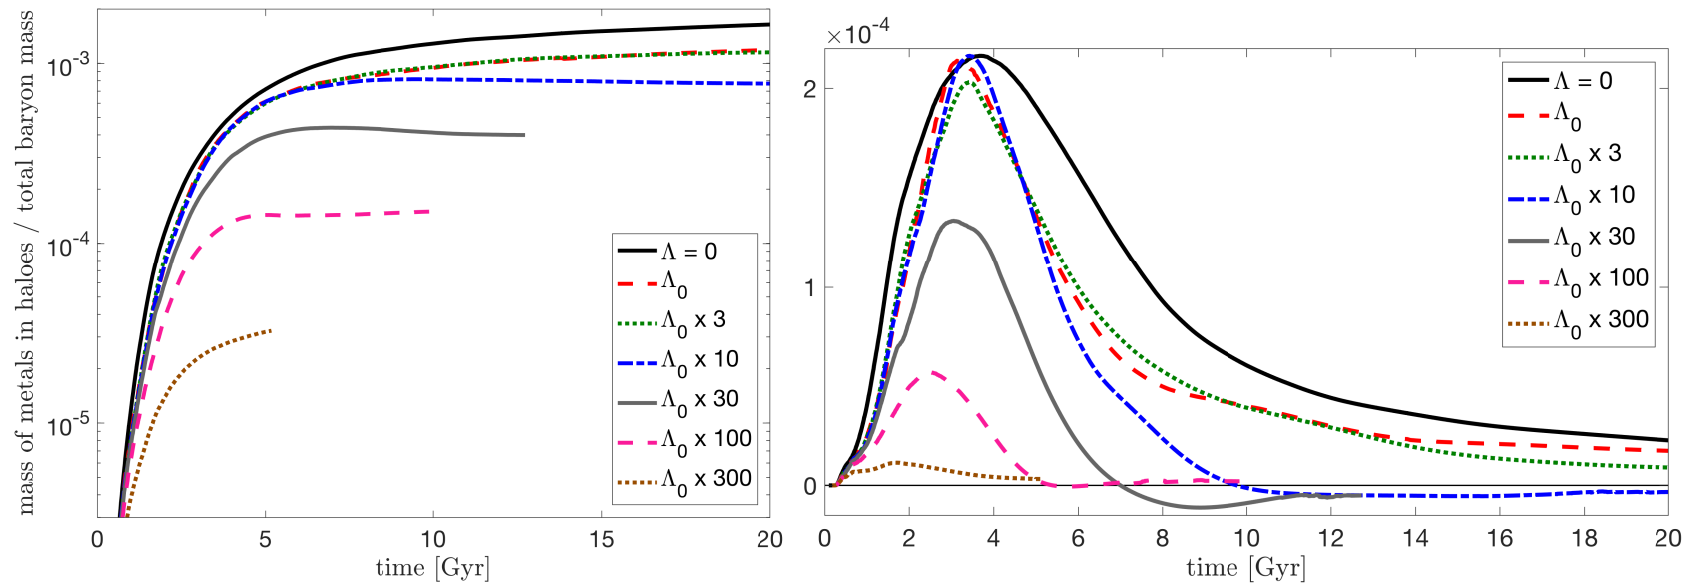 mass of metals in haloes / total baryon mass
10⁻³
10⁻⁴
10⁻⁵
0 5 10 15 20
time [Gyr]
Λ = 0
Λ₀
Λ₀ x 3
Λ₀ x 10
Λ₀ x 30
Λ₀ x 100
Λ₀ x 300
×10⁻⁴
2
1
0
0 2 4 6 8 10 12 14 16 18 20
time [Gyr]
Λ = 0
Λ₀
Λ₀ x 3
Λ₀ x 10
Λ₀ x 30
Λ₀ x 100
Λ₀ x 300